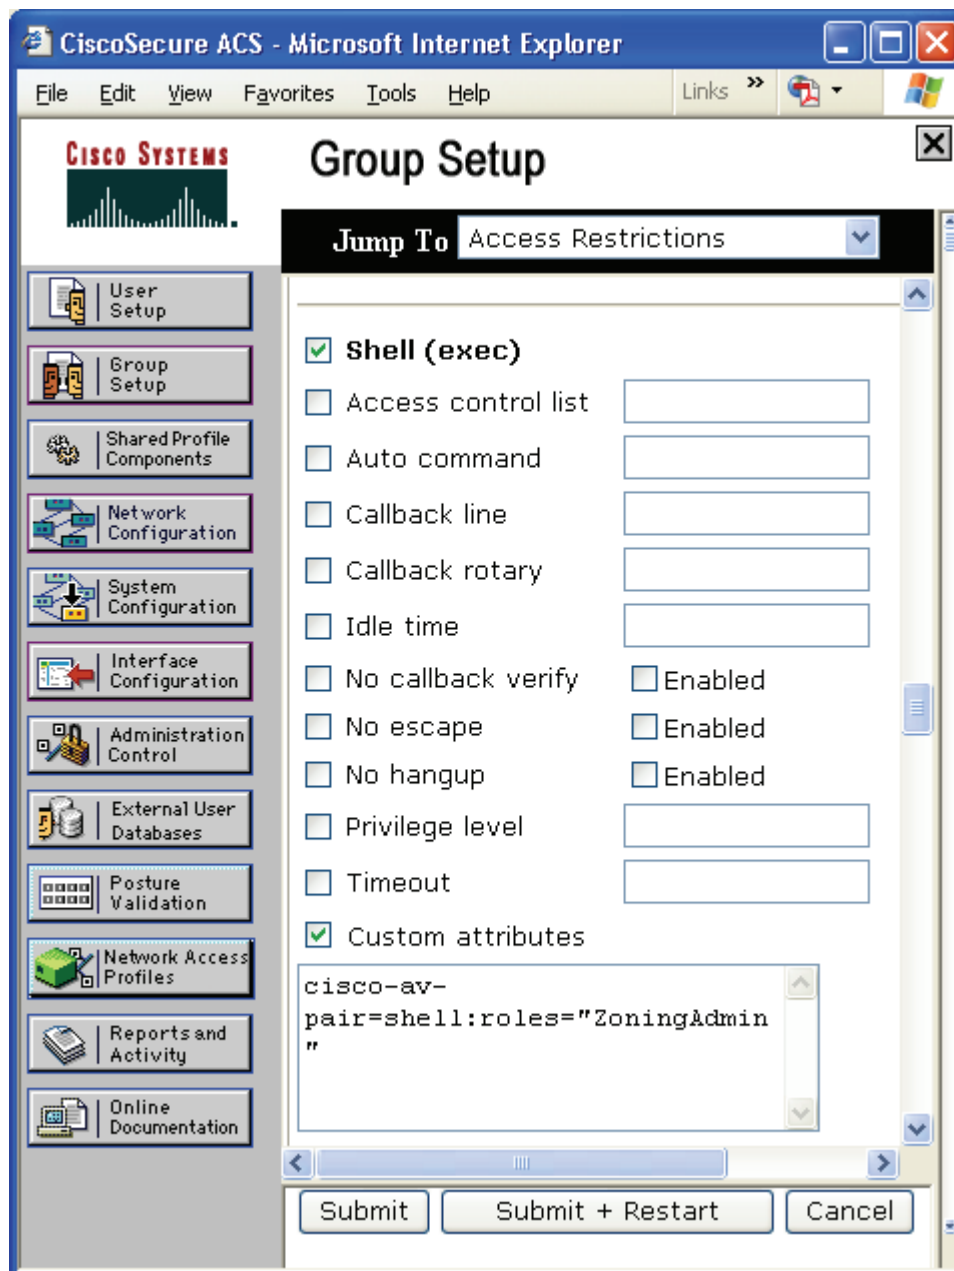 CiscoSecure ACS - Microsoft Internet Explorer
File Edit View Favorites Tools Help Links »
CISCO SYSTEMS
Group Setup
Jump To Access Restrictions
User
Setup
Group
Setup
Shared Profile
Components
Network
Configuration
System
Configuration
Interface
Configuration
Administration
Control
External User
Databases
Posture
Validation
Network Access
Profiles
Reports and
Activity
Online
Documentation
Shell (exec)
Access control list
Auto command
Callback line
Callback rotary
Idle time
No callback verify Enabled
No escape Enabled
No hangup Enabled
Privilege level
Timeout
Custom attributes
cisco-av-
pair=shell:roles="ZoningAdmin
"
Submit Submit + Restart Cancel